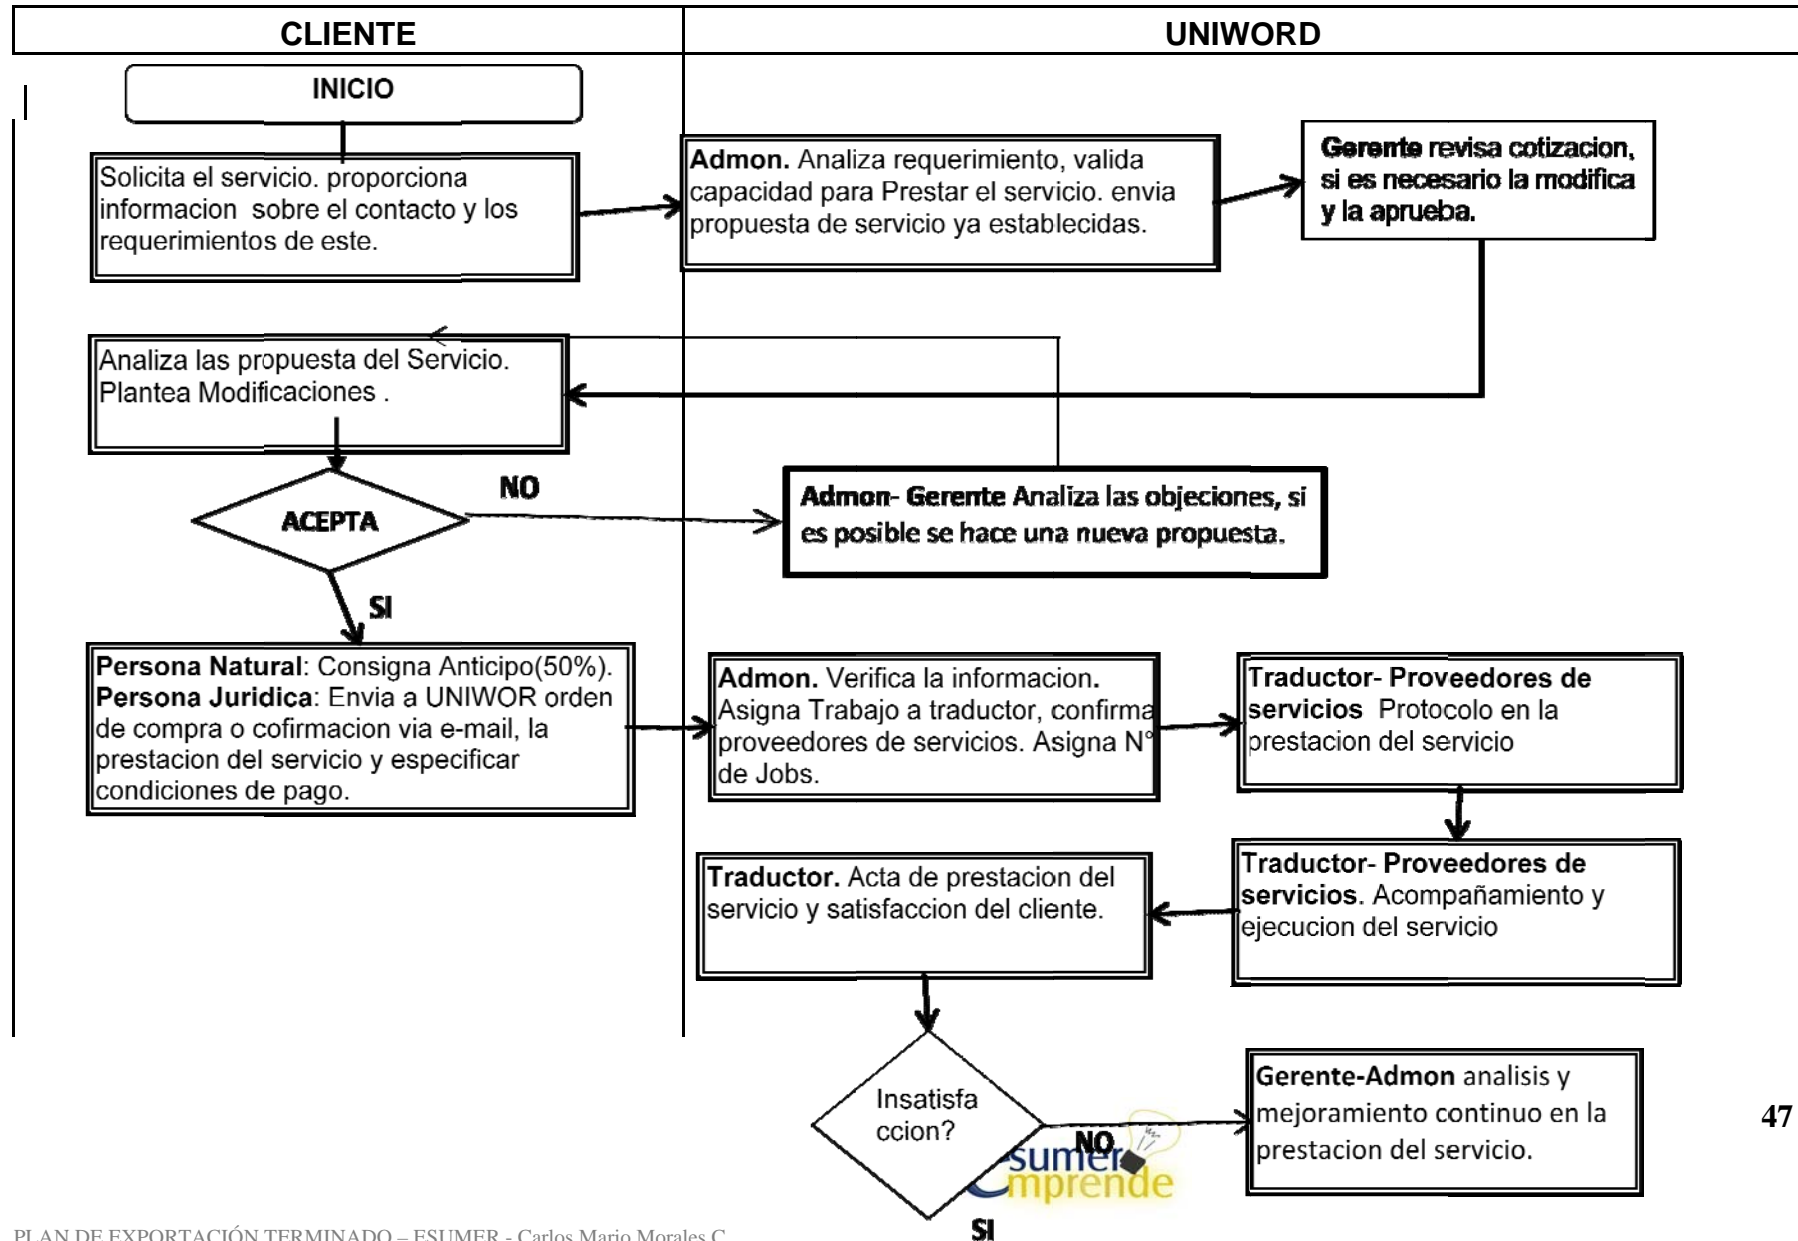 CLIENTE
UNIWORD
INICIO
Solicita el servicio. proporciona
informacion sobre el contacto y los
requerimientos de este.
Admon. Analiza requerimiento, valida
capacidad para Prestar el servicio. envia
propuesta de servicio ya establecidas.
Gerente revisa cotizacion,
si es necesario la modifica
y la aprueba.
Analiza las propuesta del Servicio.
Plantea Modificaciones .
ACEPTA
NO
Admon- Gerente Analiza las objeciones, si
es posible se hace una nueva propuesta.
SI
Persona Natural: Consigna Anticipo(50%).
Persona Juridica: Envia a UNIWOR orden
de compra o cofirmacion via e-mail, la
prestacion del servicio y especificar
condiciones de pago.
Admon. Verifica la informacion.
Asigna Trabajo a traductor, confirma
proveedores de servicios. Asigna N°
de Jobs.
Traductor- Proveedores de
servicios Protocolo en la
prestacion del servicio
Traductor- Proveedores de
servicios. Acompañamiento y
ejecucion del servicio
Traductor. Acta de prestacion del
servicio y satisfaccion del cliente.
Insatisfa
ccion?
NO
sumer
mprende
SI
Gerente-Admon analisis y
mejoramiento continuo en la
prestacion del servicio.
47
PLAN DE EXPORTACIÓN TERMINADO – ESUMER - Carlos Mario Morales C